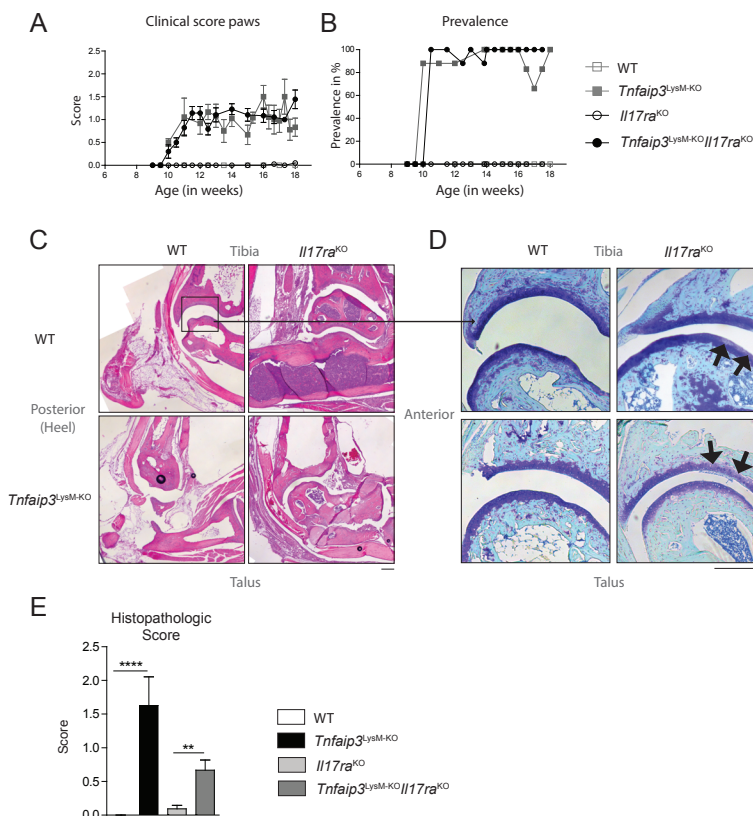 A
Clinical score paws
Score
2.5
2.0
1.5
1.0
0.5
0.0
6 8 10 12 14 16 18
Age (in weeks)
B
Prevalence
Prevalence in %
100
80
60
40
20
0
6 8 10 12 14 16 18
Age (in weeks)
WT
Tnfaip3LysM-KO
Il17raKO
Tnfaip3LysM-KOIl17raKO
C
WT Tibia Il17raKO
WT
Posterior
(Heel)
Tnfaip3LysM-KO
Talus
D
WT Tibia Il17raKO
Anterior
Talus
E
Histopathologic
Score
Score
2.5
2.0
1.5
1.0
0.5
0.0
****
**
WT
Tnfaip3LysM-KO
Il17raKO
Tnfaip3LysM-KOIl17raKO